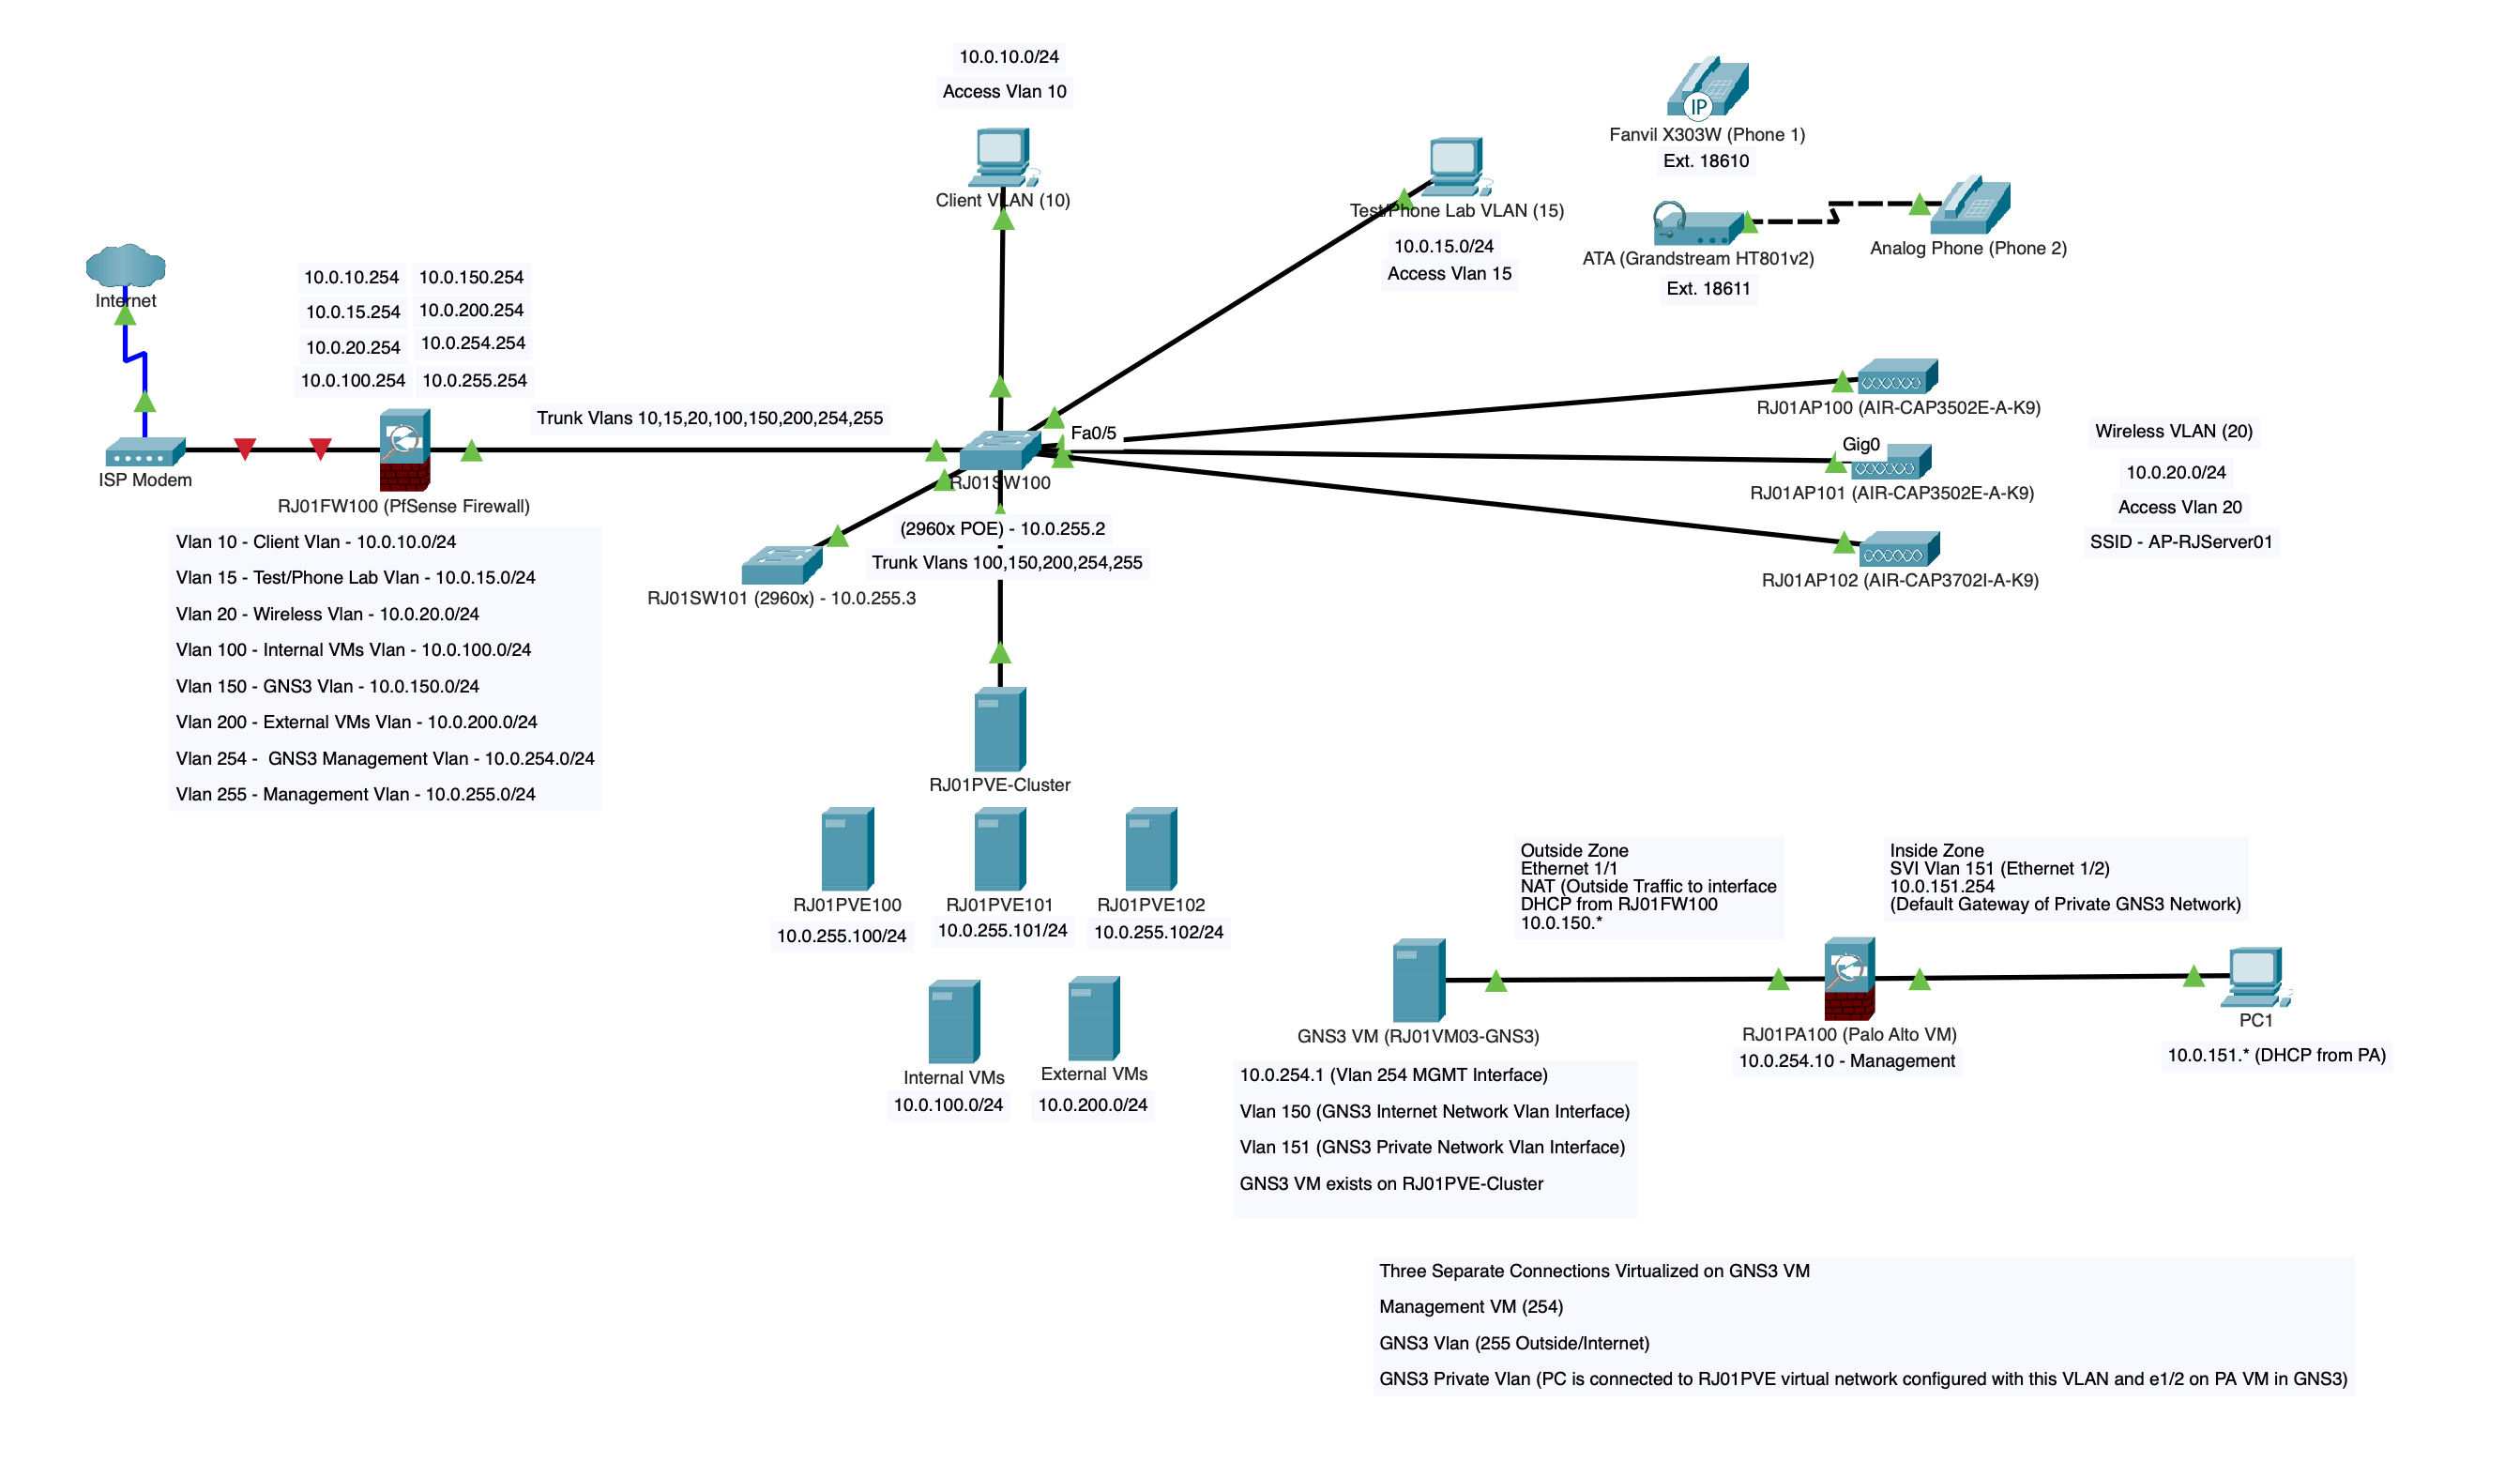 10.0.10.0/24
Access Vlan 10
Client VLAN (10)
Internet
10.0.10.254
10.0.150.254
10.0.15.254
10.0.200.254
10.0.20.254
10.0.254.254
10.0.100.254
10.0.255.254
ISP Modem
RJ01FW100 (PfSense Firewall)
Trunk Vlans 10,15,20,100,150,200,254,255
Vlan 10 - Client Vlan - 10.0.10.0/24
Vlan 15 - Test/Phone Lab Vlan - 10.0.15.0/24
Vlan 20 - Wireless Vlan - 10.0.20.0/24
Vlan 100 - Internal VMs Vlan - 10.0.100.0/24
Vlan 150 - GNS3 Vlan - 10.0.150.0/24
Vlan 200 - External VMs Vlan - 10.0.200.0/24
Vlan 254 -  GNS3 Management Vlan - 10.0.254.0/24
Vlan 255 - Management Vlan - 10.0.255.0/24
Test/Phone Lab VLAN (15)
10.0.15.0/24
Access Vlan 15
IP
Fanvil X303W (Phone 1)
Ext. 18610
ATA (Grandstream HT801v2)
Ext. 18611
Analog Phone (Phone 2)
Fa0/5
RJ01SW100
(2960x POE) - 10.0.255.2
Trunk Vlans 100,150,200,254,255
RJ01SW101 (2960x) - 10.0.255.3
RJ01AP100 (AIR-CAP3502E-A-K9)
Gig0
RJ01AP101 (AIR-CAP3502E-A-K9)
RJ01AP102 (AIR-CAP3702I-A-K9)
Wireless VLAN (20)
10.0.20.0/24
Access Vlan 20
SSID - AP-RJServer01
RJ01PVE-Cluster
RJ01PVE100
10.0.255.100/24
RJ01PVE101
10.0.255.101/24
RJ01PVE102
10.0.255.102/24
Internal VMs
10.0.100.0/24
External VMs
10.0.200.0/24
Outside Zone
Ethernet 1/1
NAT (Outside Traffic to interface
DHCP from RJ01FW100
10.0.150.*
Inside Zone
SVI Vlan 151 (Ethernet 1/2)
10.0.151.254
(Default Gateway of Private GNS3 Network)
GNS3 VM (RJ01VM03-GNS3)
10.0.254.1 (Vlan 254 MGMT Interface)
Vlan 150 (GNS3 Internet Network Vlan Interface)
Vlan 151 (GNS3 Private Network Vlan Interface)
GNS3 VM exists on RJ01PVE-Cluster
RJ01PA100 (Palo Alto VM)
10.0.254.10 - Management
PC1
10.0.151.* (DHCP from PA)
Three Separate Connections Virtualized on GNS3 VM
Management VM (254)
GNS3 Vlan (255 Outside/Internet)
GNS3 Private Vlan (PC is connected to RJ01PVE virtual network configured with this VLAN and e1/2 on PA VM in GNS3)